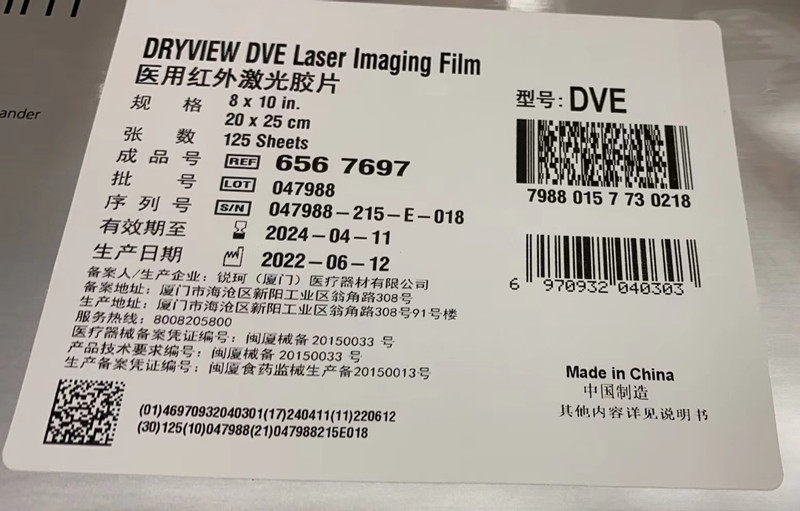 ander
DRYVIEW DVE Laser Imaging Film
医用红外激光胶片
规 格 8 x 10 in.
20 x 25 cm
张 数 125 Sheets
成品号 REF 656 7697
批 号 LOT 047988
序列号 S/N 047988-215-E-018
有效期至 2024-04-11
生产日期 2022-06-12
备案人/生产企业：锐珂（厦门）医疗器材有限公司
备案地址：厦门市海沧区新阳工业区翁角路308号
生产地址：厦门市海沧区新阳工业区翁角路308号91号楼
服务热线：8008205800
医疗器械备案凭证编号：闽厦械备 20150033 号
产品技术要求编号：闽厦械备 20150033 号
生产备案凭证编号：闽厦食药监械生产备20150013号
(01)46970932040301(17)240411(11)220612
(30)125(10)047988(21)047988215E018
型号：DVE
7988 015 7 73 0218
6 970932 040303
Made in China
中国制造
其他内容详见说明书